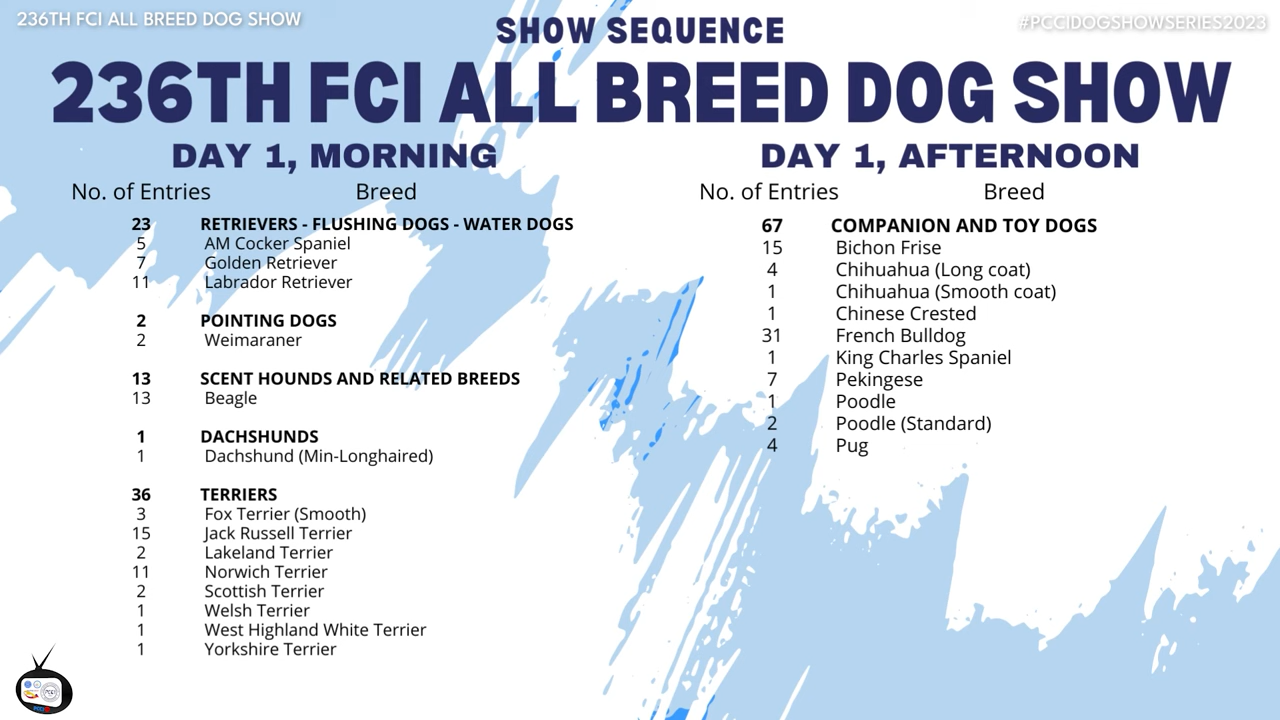 236TH FCI ALL BREED DOG SHOW
#PCCIDOGSHOWSERIES2023
SHOW SEQUENCE
236TH FCI ALL BREED DOG SHOW
DAY 1, MORNING
No. of Entries Breed
23 RETRIEVERS - FLUSHING DOGS - WATER DOGS
5 AM Cocker Spaniel
7 Golden Retriever
11 Labrador Retriever
2 POINTING DOGS
2 Weimaraner
13 SCENT HOUNDS AND RELATED BREEDS
13 Beagle
1 DACHSHUNDS
1 Dachshund (Min-Longhaired)
36 TERRIERS
3 Fox Terrier (Smooth)
15 Jack Russell Terrier
2 Lakeland Terrier
11 Norwich Terrier
2 Scottish Terrier
1 Welsh Terrier
1 West Highland White Terrier
1 Yorkshire Terrier
DAY 1, AFTERNOON
No. of Entries Breed
67 COMPANION AND TOY DOGS
15 Bichon Frise
4 Chihuahua (Long coat)
1 Chihuahua (Smooth coat)
1 Chinese Crested
31 French Bulldog
1 King Charles Spaniel
7 Pekingese
1 Poodle
2 Poodle (Standard)
4 Pug